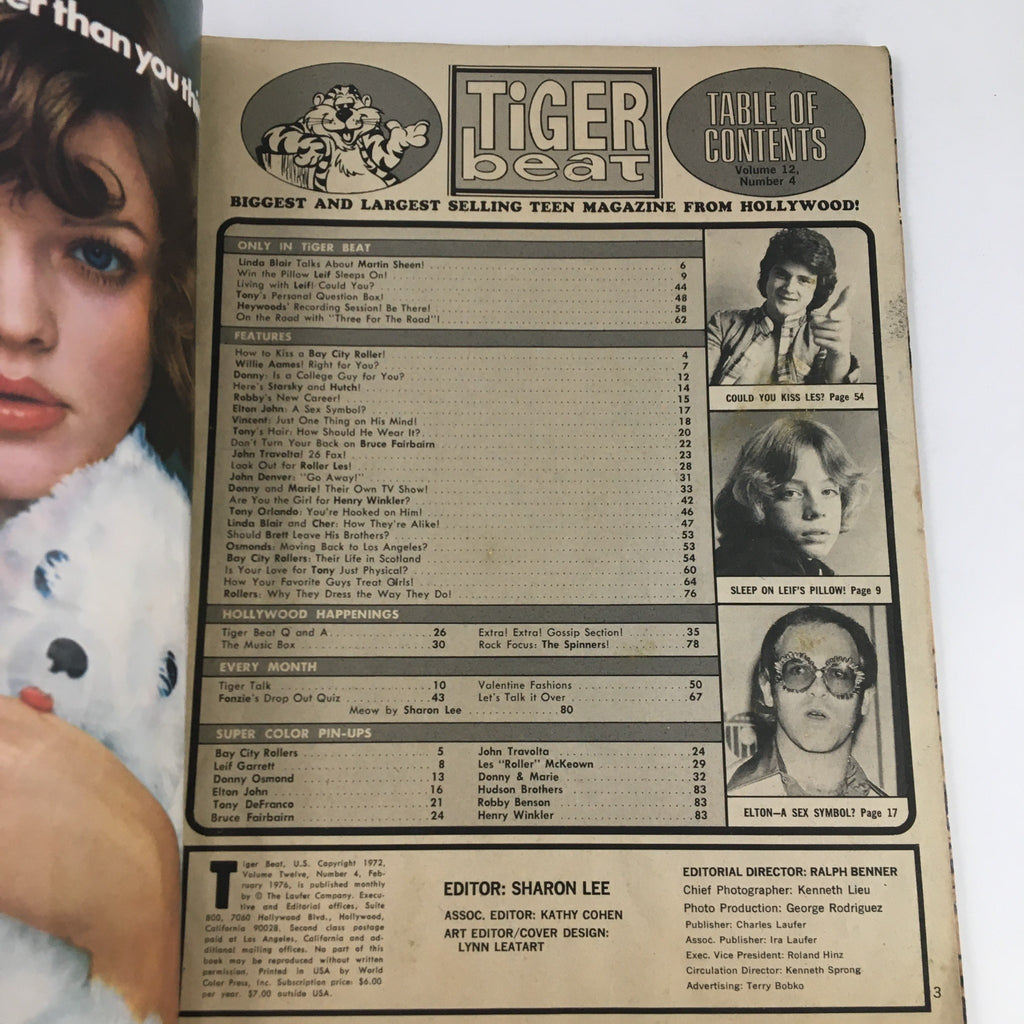 er than you th
TiGER
beat
TABLE OF
CONTENTS
Volume 12,
Number 4
BIGGEST AND LARGEST SELLING TEEN MAGAZINE FROM HOLLYWOOD!
ONLY IN TiGER BEAT
Linda Blair Talks About Martin Sheen! 6
Win the Pillow Leif Sleeps On! 9
Living with Leif! Could You? 44
Tony's Personal Question Box! 48
Heywoods' Recording Session! Be There! 58
On the Road with "Three For The Road"! 62
FEATURES
How to Kiss a Bay City Roller! 4
Willie Aames! Right for You? 7
Donny: Is a College Guy for You? 12
Here's Starsky and Hutch! 14
Robby's New Career! 15
Elton John: A Sex Symbol? 17
Vincent: Just One Thing on His Mind! 18
Tony's Hair: How Should He Wear It? 20
Don't Turn Your Back on Bruce Fairbairn 22
John Travolta! 26 Fax! 23
Look Out for Roller Les! 28
John Denver: "Go Away!" 31
Donny and Marie! Their Own TV Show! 33
Are You the Girl for Henry Winkler? 42
Tony Orlando: You're Hooked on Him! 46
Linda Blair and Cher: How They're Alike! 47
Should Brett Leave His Brothers? 53
Osmonds: Moving Back to Los Angeles? 53
Bay City Rollers: Their Life in Scotland 54
Is Your Love for Tony Just Physical? 60
How Your Favorite Guys Treat Girls! 64
Rollers: Why They Dress the Way They Do! 76
HOLLYWOOD HAPPENINGS
Tiger Beat Q and A 26 Extra! Extra! Gossip Section! 35
The Music Box 30 Rock Focus: The Spinners! 78
EVERY MONTH
Tiger Talk 10 Valentine Fashions 50
Fonzie's Drop Out Quiz 43 Let's Talk it Over 67
Meow by Sharon Lee 80
SUPER COLOR PIN-UPS
Bay City Rollers 5 John Travolta 24
Leif Garrett 8 Les "Roller" McKeown 29
Donny Osmond 13 Donny & Marie 32
Elton John 16 Hudson Brothers 83
Tony DeFranco 21 Robby Benson 83
Bruce Fairbairn 24 Henry Winkler 83
COULD YOU KISS LES? Page 54
SLEEP ON LEIF'S PILLOW! Page 9
ELTON—A SEX SYMBOL? Page 17
Tiger Beat, U.S. Copyright 1972,
Volume Twelve, Number 4, Feb-
ruary 1976, is published monthly
by © The Laufer Company. Execu-
tive and Editorial offices, Suite
800, 7060 Hollywood Blvd., Hollywood,
California 90028. Second class postage
paid at Los Angeles, California and ad-
ditional mailing offices. No part of this
book may be reproduced without written
permission. Printed in USA by World
Color Press, Inc. Subscription price: $6.00
per year. $7.00 outside USA.
EDITOR: SHARON LEE
ASSOC. EDITOR: KATHY COHEN
ART EDITOR/COVER DESIGN:
LYNN LEATART
EDITORIAL DIRECTOR: RALPH BENNER
Chief Photographer: Kenneth Lieu
Photo Production: George Rodriguez
Publisher: Charles Laufer
Assoc. Publisher: Ira Laufer
Exec. Vice President: Roland Hinz
Circulation Director: Kenneth Sprong
Advertising: Terry Bobko
3